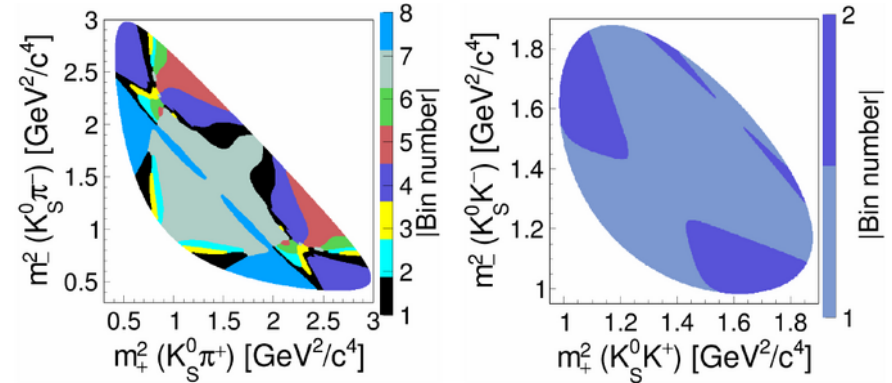 m²₋ (K⁰_Sπ⁻) [GeV²/c⁴]
3
2.5
2
1.5
1
0.5
0.5 1 1.5 2 2.5 3
m²₊ (K⁰_Sπ⁺) [GeV²/c⁴]
8
7
6
5
4
3
2
1
|Bin number|
m²₋ (K⁰_SK⁻) [GeV²/c⁴]
1.8
1.6
1.4
1.2
1
1 1.2 1.4 1.6 1.8
m²₊ (K⁰_SK⁺) [GeV²/c⁴]
2
1
|Bin number|